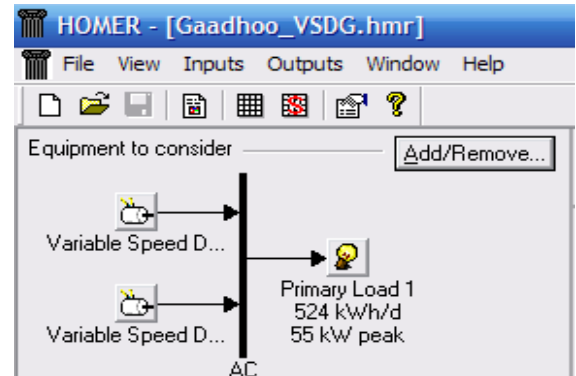 HOMER - [Gaadhoo_VSDG.hmr]
File View Inputs Outputs Window Help
Equipment to consider
Add/Remove...
Variable Speed D...
Primary Load 1
524 kWh/d
55 kW peak
Variable Speed D...
AC